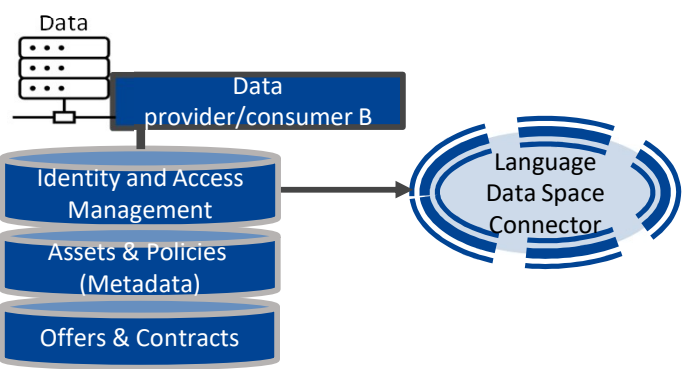 Data
Data
provider/consumer B
Identity and Access
Management
Language
Data Space
Connector
Assets & Policies
(Metadata)
Offers & Contracts